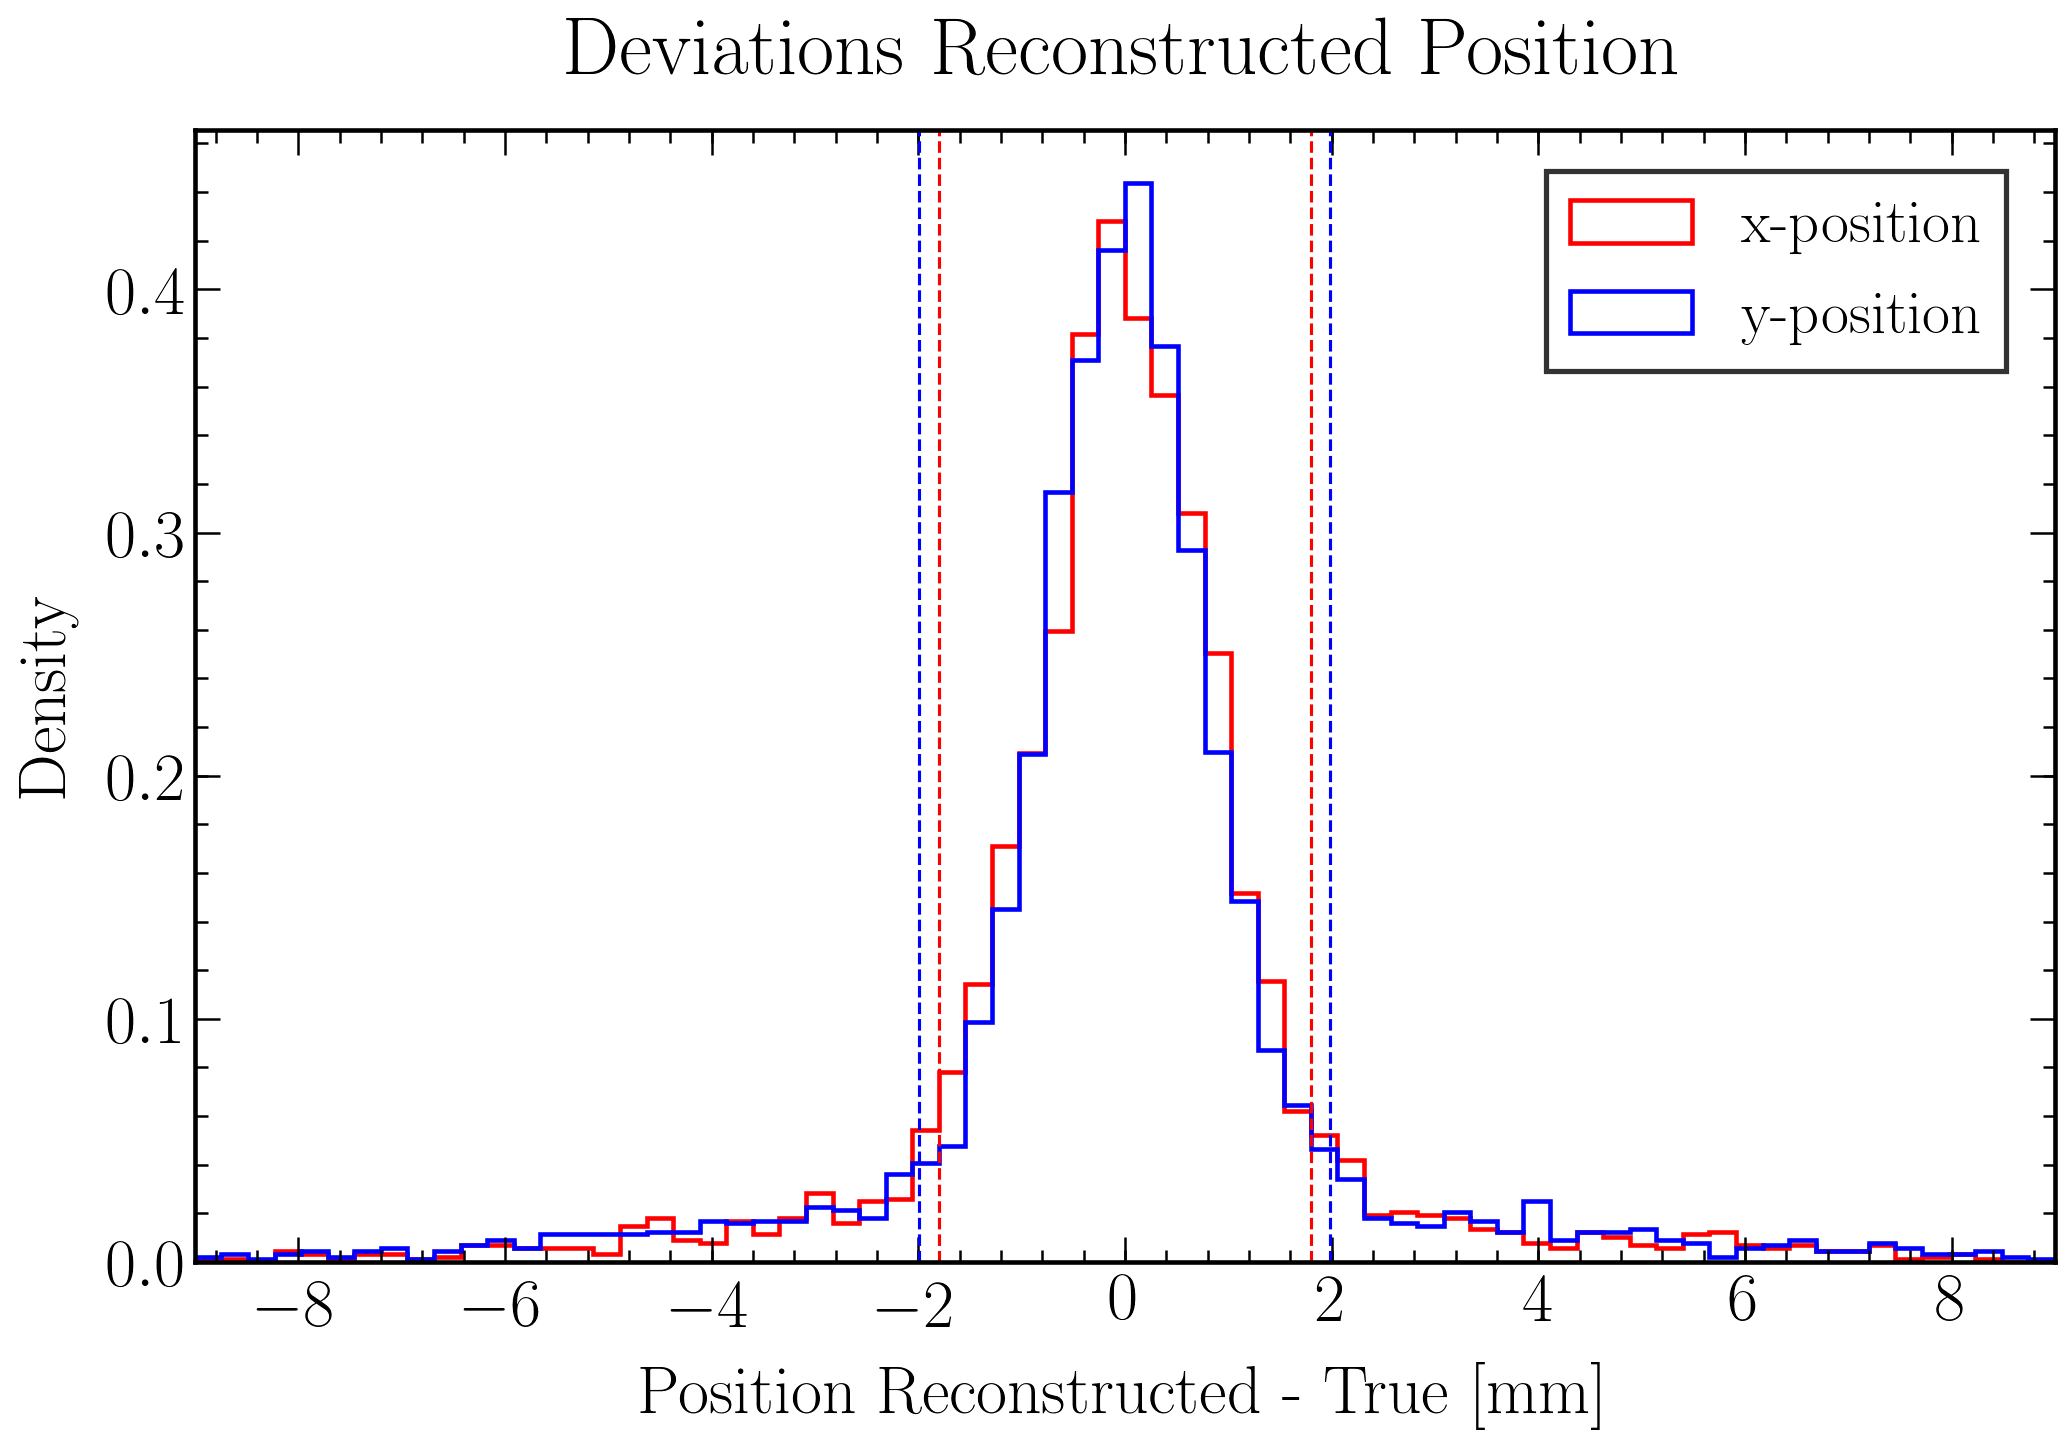 Deviations Reconstructed Position
x-position
y-position
Density
0.4
0.3
0.2
0.1
0.0
−8 −6 −4 −2 0 2 4 6 8
Position Reconstructed - True [mm]